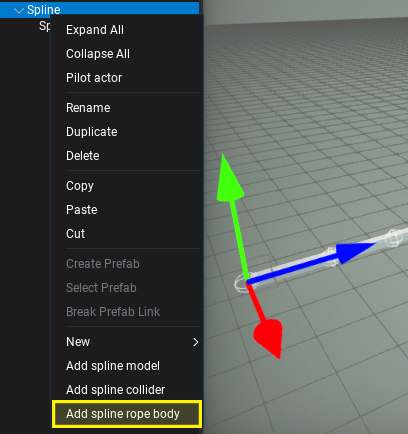 Spline
Sp
Expand All
Collapse All
Pilot actor
Rename
Duplicate
Delete
Copy
Paste
Cut
Create Prefab
Select Prefab
Break Prefab Link
New
Add spline model
Add spline collider
Add spline rope body